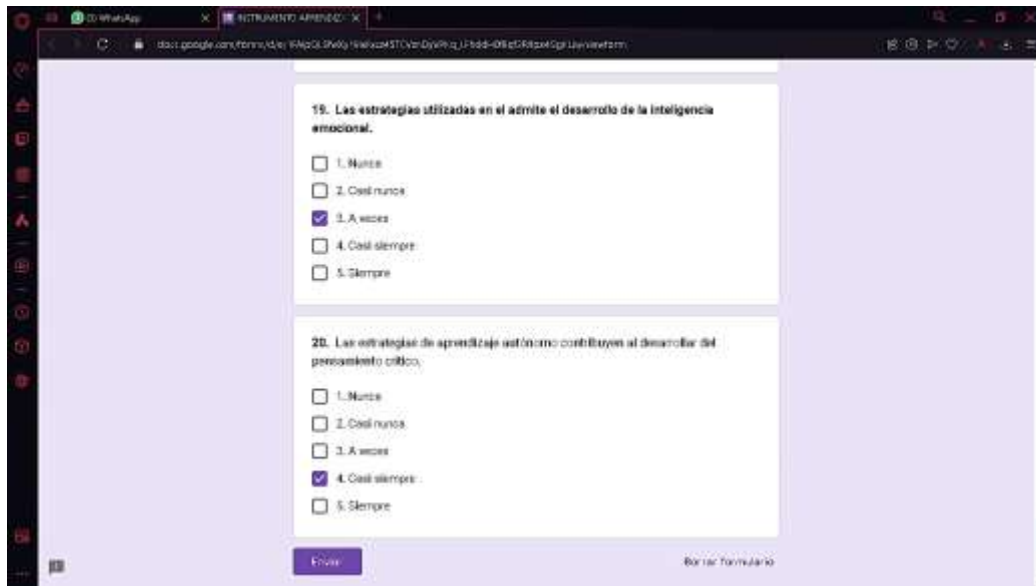 WhatsApp
INSTRUMENTO APRENDIZ
19. Las estrategias utilizadas en el admite el desarrollo de la inteligencia
emocional.
1. Nunca
2. Casi nunca
3. A veces
4. Casi siempre
5. Siempre
20. Las estrategias de aprendizaje autónomo contribuyen al desarrollar del
pensamiento crítico.
1. Nunca
2. Casi nunca
3. A veces
4. Casi siempre
5. Siempre
Enviar
Borrar formulario